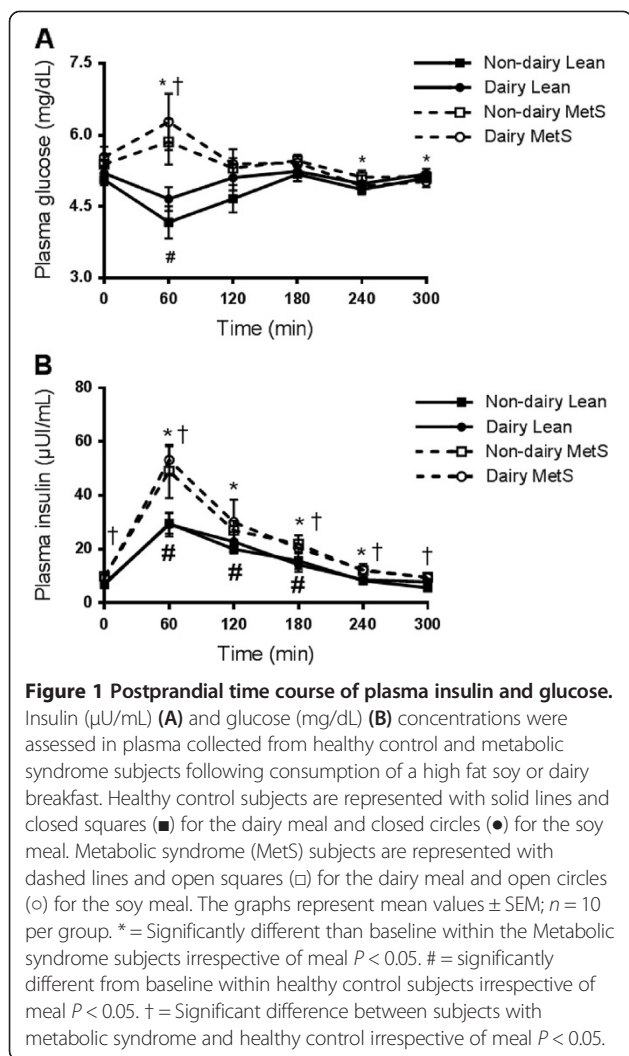 A
Plasma glucose (mg/dL)
7.5
6.0
4.5
3.0
* †
*
*
#
0 60 120 180 240 300
Time (min)
Non-dairy Lean
Dairy Lean
Non-dairy MetS
Dairy MetS
B
Plasma insulin (µUI/mL)
80
60
40
20
0
†
* †
*
* †
* †
†
#
#
#
0 60 120 180 240 300
Time (min)
Non-dairy Lean
Dairy Lean
Non-dairy MetS
Dairy MetS
Figure 1 Postprandial time course of plasma insulin and glucose.
Insulin (µU/mL) (A) and glucose (mg/dL) (B) concentrations were
assessed in plasma collected from healthy control and metabolic
syndrome subjects following consumption of a high fat soy or dairy
breakfast. Healthy control subjects are represented with solid lines and
closed squares (■) for the dairy meal and closed circles (●) for the soy
meal. Metabolic syndrome (MetS) subjects are represented with
dashed lines and open squares (□) for the dairy meal and open circles
(○) for the soy meal. The graphs represent mean values ± SEM; n = 10
per group. * = Significantly different than baseline within the Metabolic
syndrome subjects irrespective of meal P < 0.05. # = significantly
different from baseline within healthy control subjects irrespective of
meal P < 0.05. † = Significant difference between subjects with
metabolic syndrome and healthy control irrespective of meal P < 0.05.